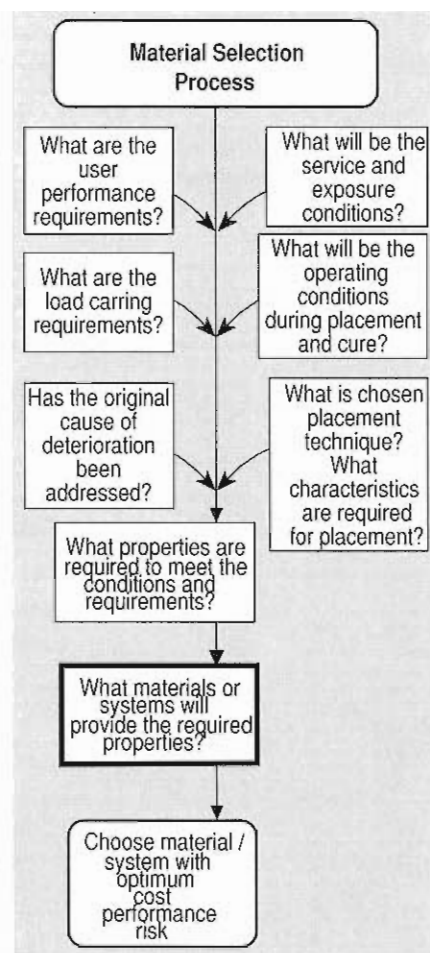 Material Selection
Process
What are the
user
performance
requirements?
What will be the
service and
exposure
conditions?
What are the
load carring
requirements?
What will be the
operating
conditions
during placement
and cure?
Has the original
cause of
deterioration
been
addressed?
What is chosen
placement
technique?
What
characteristics
are required
for placement?
What properties are
required to meet the
conditions and
requirements?
What materials or
systems will
provide the required
properties?
Choose material /
system with
optimum
cost
performance
risk